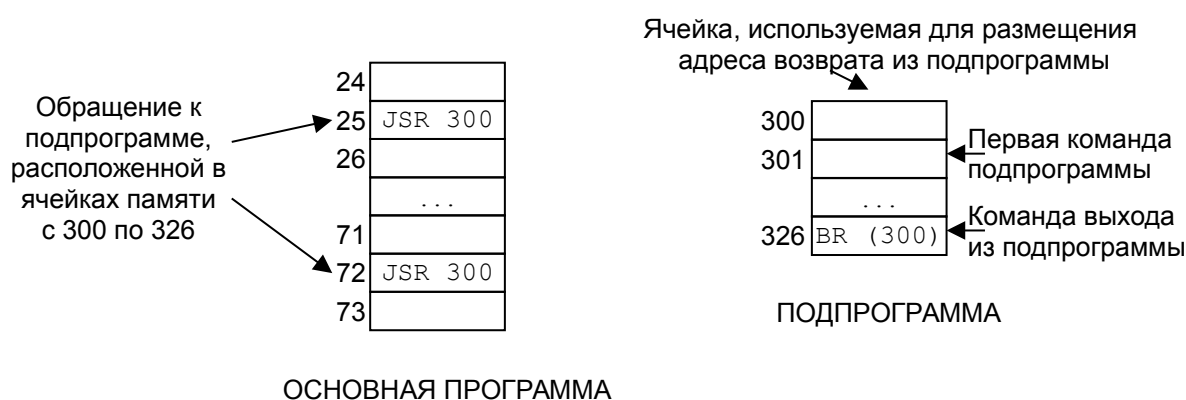 Ячейка, используемая для размещения
адреса возврата из подпрограммы
Обращение к
подпрограмме,
расположенной в
ячейках памяти
с 300 по 326
24
25 JSR 300
26
...
71
72 JSR 300
73
ОСНОВНАЯ ПРОГРАММА
300
301
...
326 BR (300)
Первая команда
подпрограммы
Команда выхода
из подпрограммы
ПОДПРОГРАММА